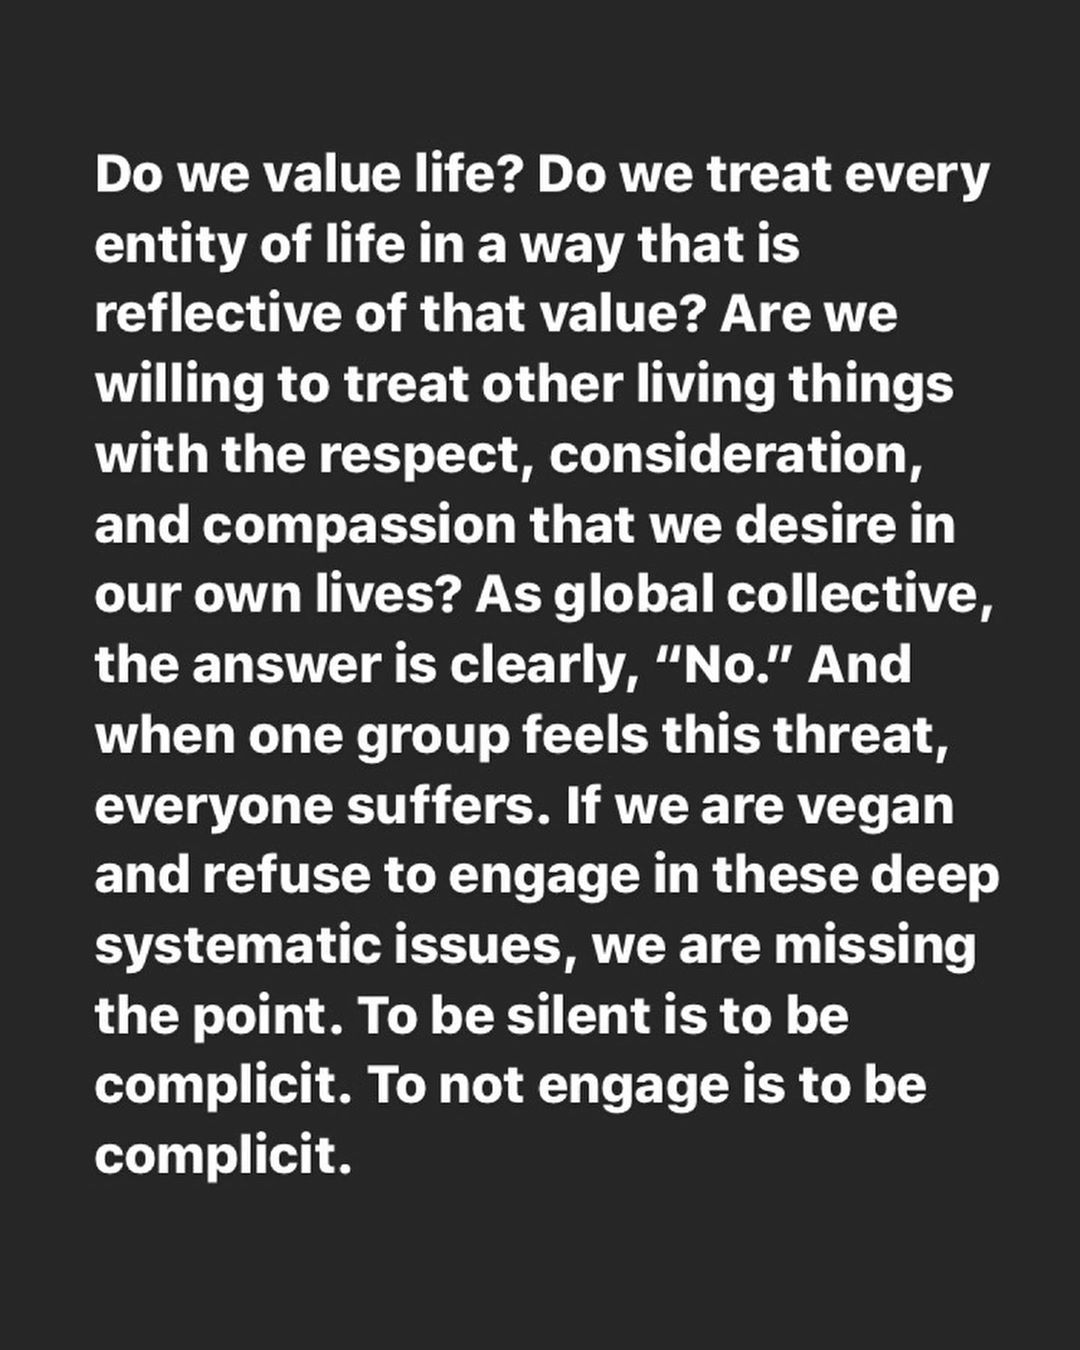 Do we value life? Do we treat every
entity of life in a way that is
reflective of that value? Are we
willing to treat other living things
with the respect, consideration,
and compassion that we desire in
our own lives? As global collective,
the answer is clearly, “No.” And
when one group feels this threat,
everyone suffers. If we are vegan
and refuse to engage in these deep
systematic issues, we are missing
the point. To be silent is to be
complicit. To not engage is to be
complicit.